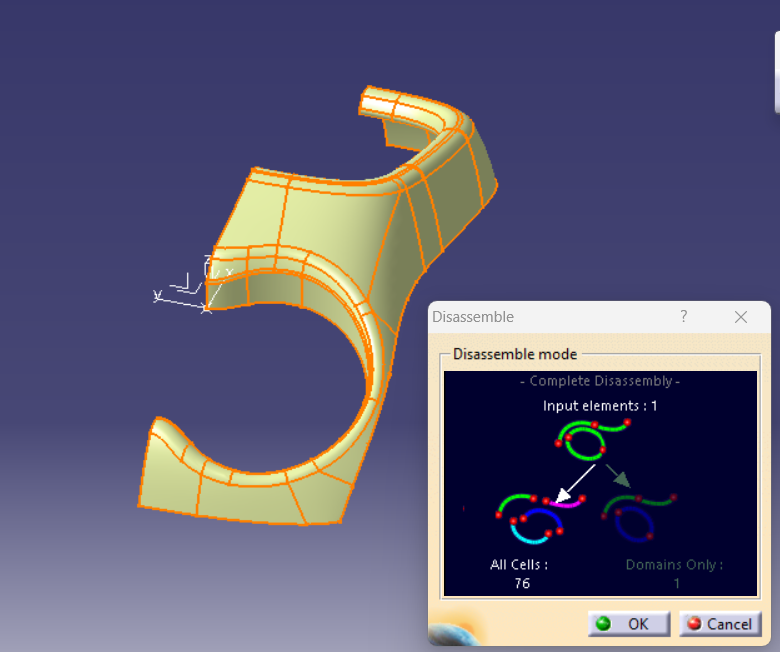 z
x
y
Disassemble
?
Disassemble mode
- Complete Disassembly -
Input elements : 1
All Cells :
76
Domains Only :
1
OK
Cancel